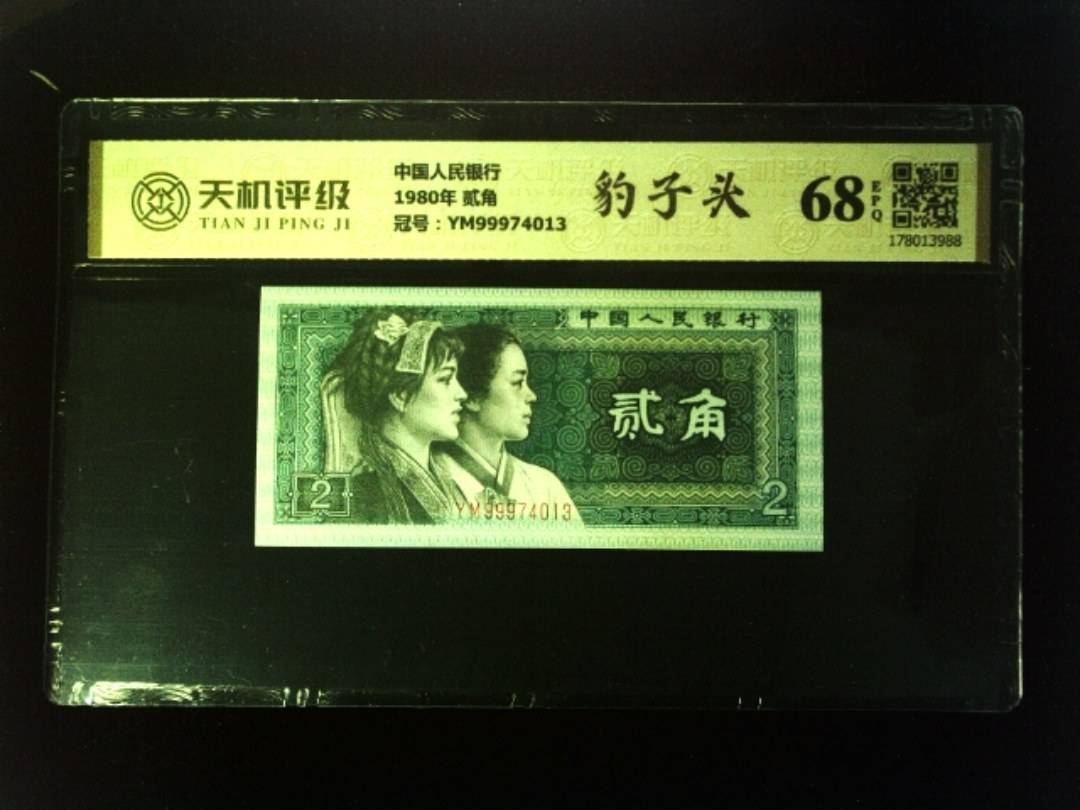 天机评级
TIAN JI PING JI
中国人民银行
1980年 贰角
冠号：YM99974013
豹子头
68
EPQ
178013988
中国人民银行
贰角
2
YM99974013
2